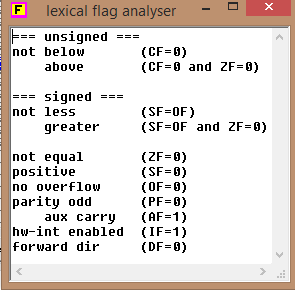 F lexical flag analyser
=== unsigned ===
not below (CF=0)
above (CF=0 and ZF=0)
=== signed ===
not less (SF=OF)
greater (SF=OF and ZF=0)
not equal (ZF=0)
positive (SF=0)
no overflow (OF=0)
parity odd (PF=0)
aux carry (AF=1)
hw-int enabled (IF=1)
forward dir (DF=0)